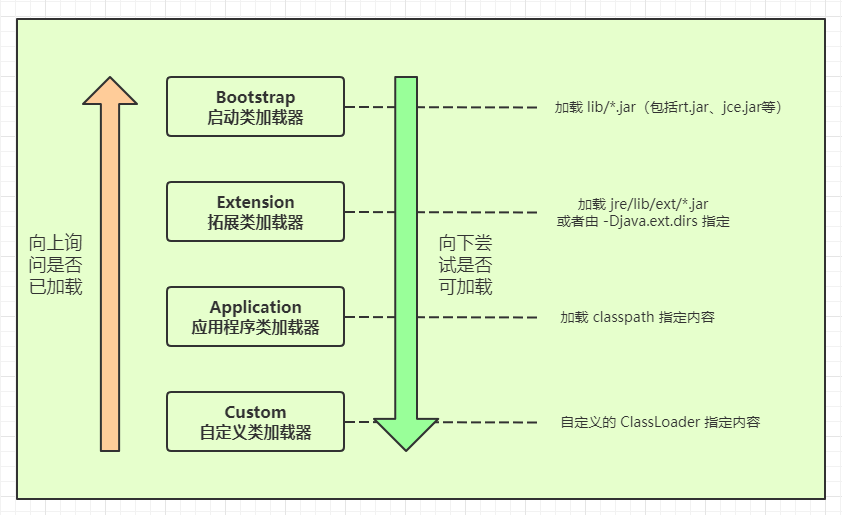 Bootstrap
启动类加载器
加载 lib/*.jar（包括rt.jar、jce.jar等）
Extension
拓展类加载器
加载 jre/lib/ext/*.jar
或者由 -Djava.ext.dirs 指定
向上询
问是否
已加载
向下尝
试是否
可加载
Application
应用程序类加载器
加载 classpath 指定内容
Custom
自定义类加载器
自定义的 ClassLoader 指定内容